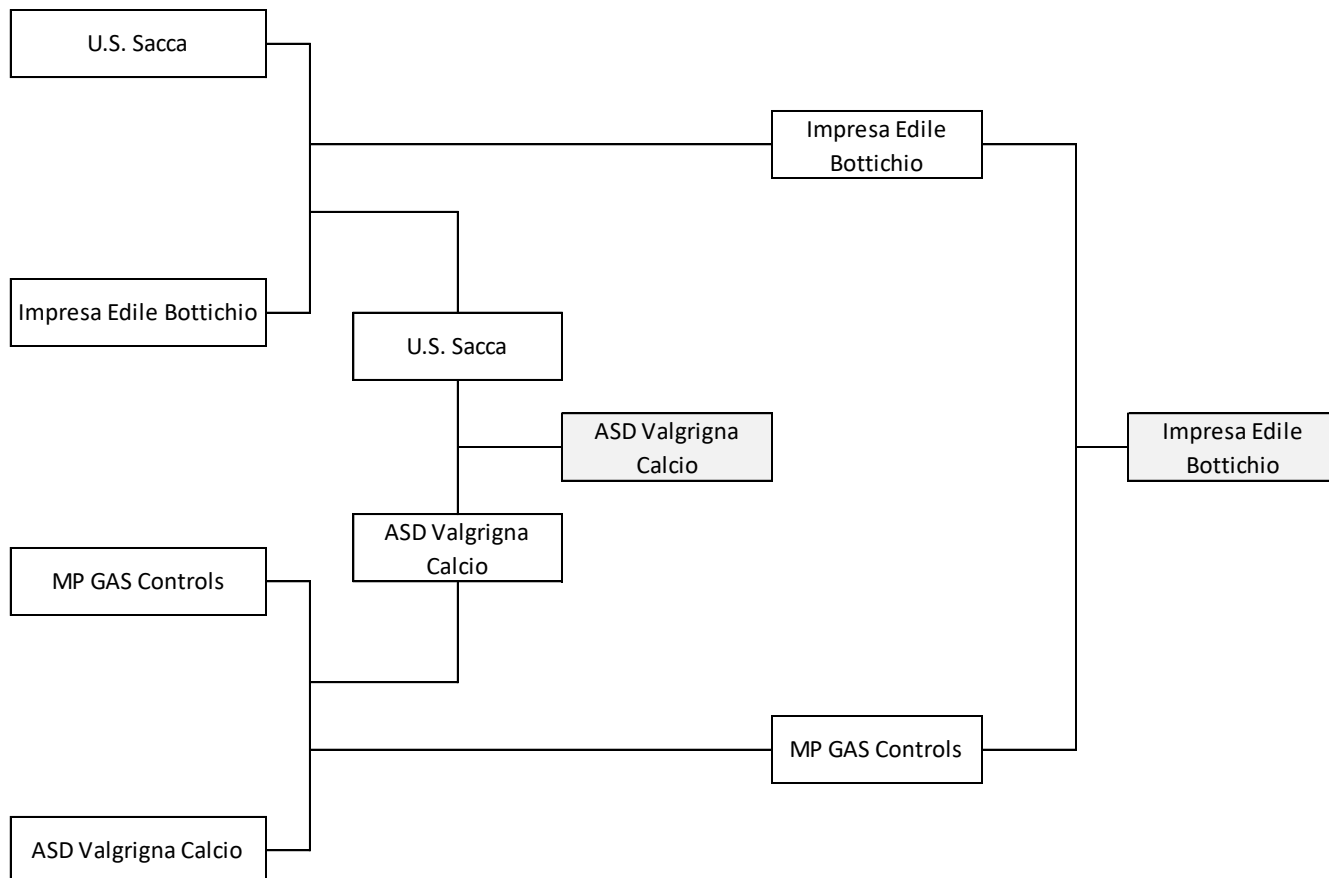 U.S. Sacca
Impresa Edile
Bottichio
Impresa Edile Bottichio
U.S. Sacca
ASD Valgrigna
Calcio
Impresa Edile
Bottichio
ASD Valgrigna
Calcio
MP GAS Controls
MP GAS Controls
ASD Valgrigna Calcio